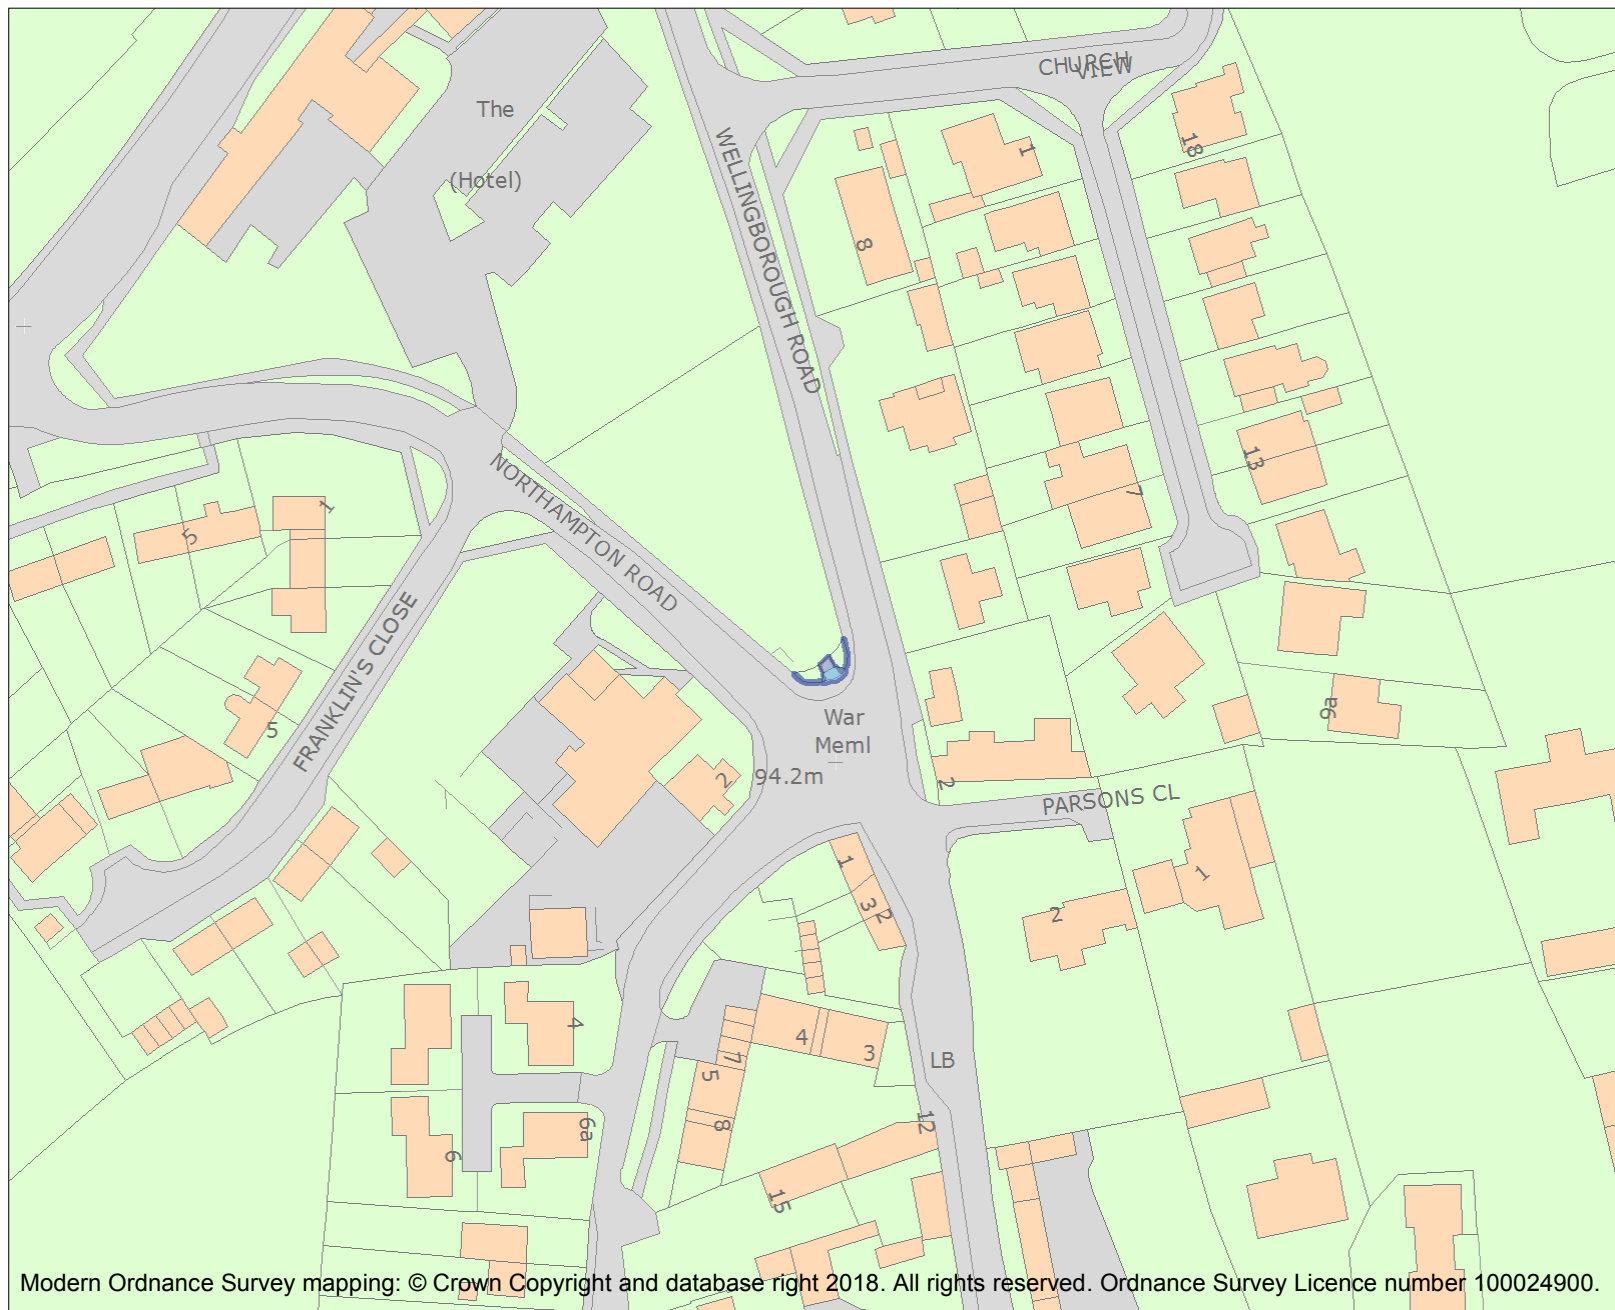 CHURCH
VIEW
The
(Hotel)
18
1
WELLINGBOROUGH ROAD
8
NORTHAMPTON ROAD
13
7
1
5
FRANKLIN'S CLOSE
5
War
Meml
94.2m
2
9a
2
PARSONS CL
1
3
2
1
2
4
4
3
7
5
LB
8
12
6a
6
15
Modern Ordnance Survey mapping: © Crown Copyright and database right 2018. All rights reserved. Ordnance Survey Licence number 100024900.